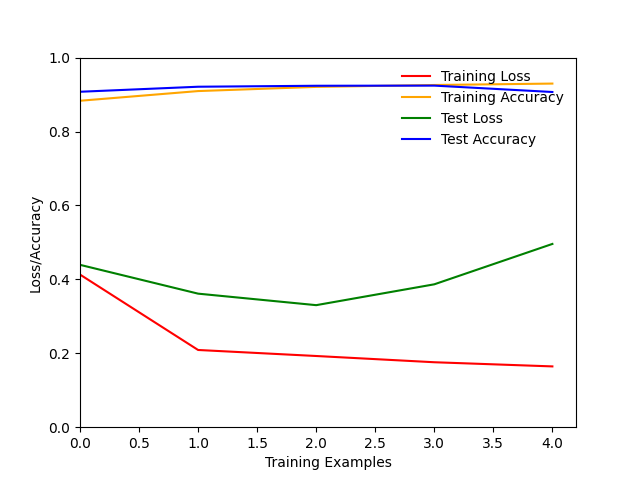 1.0
0.8
0.6
0.4
0.2
0.0
Loss/Accuracy
Training Loss
Training Accuracy
Test Loss
Test Accuracy
0.0 0.5 1.0 1.5 2.0 2.5 3.0 3.5 4.0
Training Examples